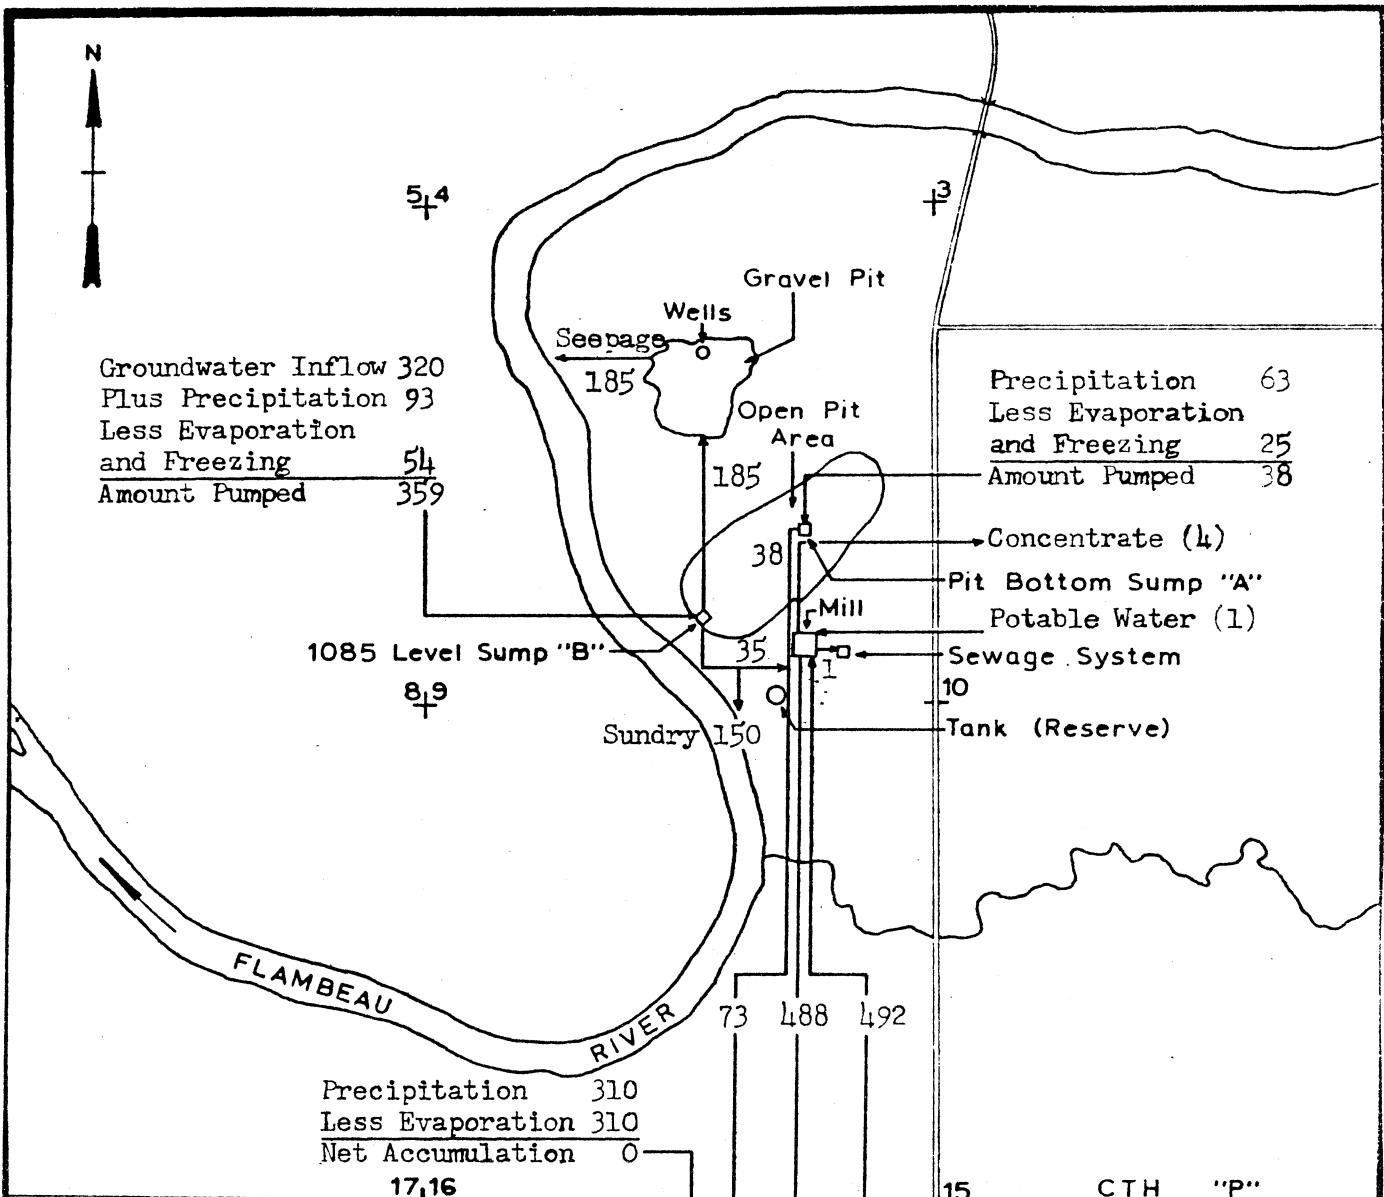 N
5 4
3
Gravel Pit
Wells
Seepage
185
Groundwater Inflow 320
Plus Precipitation 93
Less Evaporation
and Freezing 54
Amount Pumped 359
Open Pit
Area
185
Precipitation 63
Less Evaporation
and Freezing 25
Amount Pumped 38
38
Concentrate (4)
Pit Bottom Sump "A"
Mill
Potable Water (1)
1085 Level Sump "B"
35
Sewage System
1
8 9
10
Sundry 150
Tank (Reserve)
FLAMBEAU
RIVER
73 488 492
Precipitation 310
Less Evaporation 310
Net Accumulation 0
17 16
15
CTH "P"